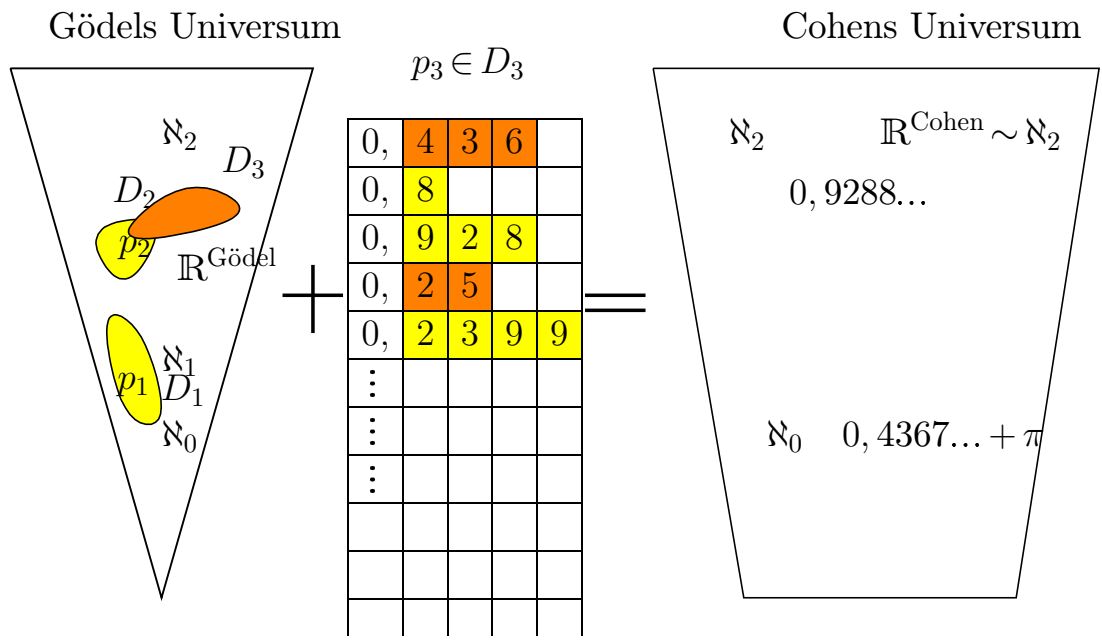 Gödels Universum
Cohens Universum
p₃ ∈ D₃
ℵ₂
D₃
D₂
p₂
ℝ^Gödel
ℵ₁
p₁ D₁
ℵ₀
+
0, 4 3 6
0, 8
0, 9 2 8
0, 2 5
0, 2 3 9 9
⋮
⋮
⋮
=
ℵ₂ ℝ^Cohen ∼ ℵ₂
0, 9288...
ℵ₀ 0, 4367... + π